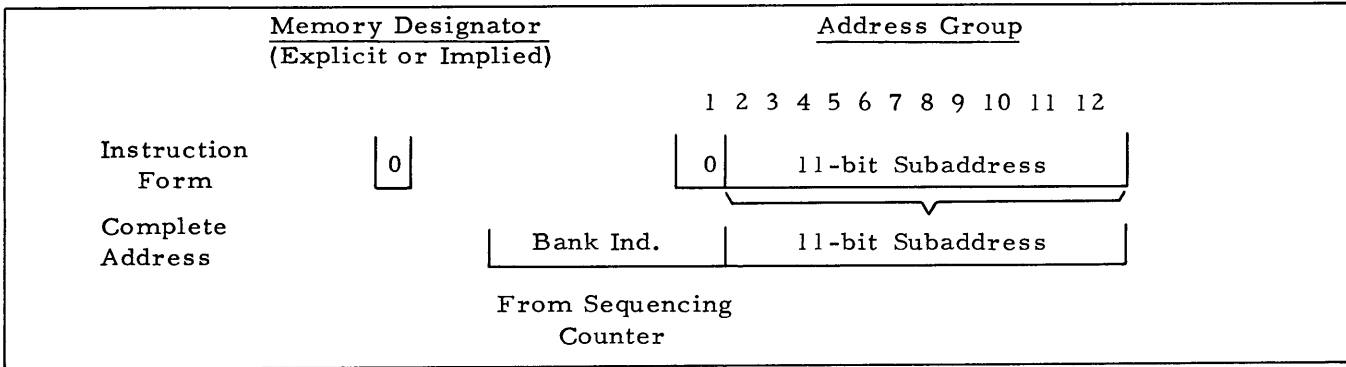 Memory Designator
(Explicit or Implied)
Address Group
1 2 3 4 5 6 7 8 9 10 11 12
Instruction
Form
0
0
11-bit Subaddress
Complete
Address
Bank Ind.
11-bit Subaddress
From Sequencing
Counter